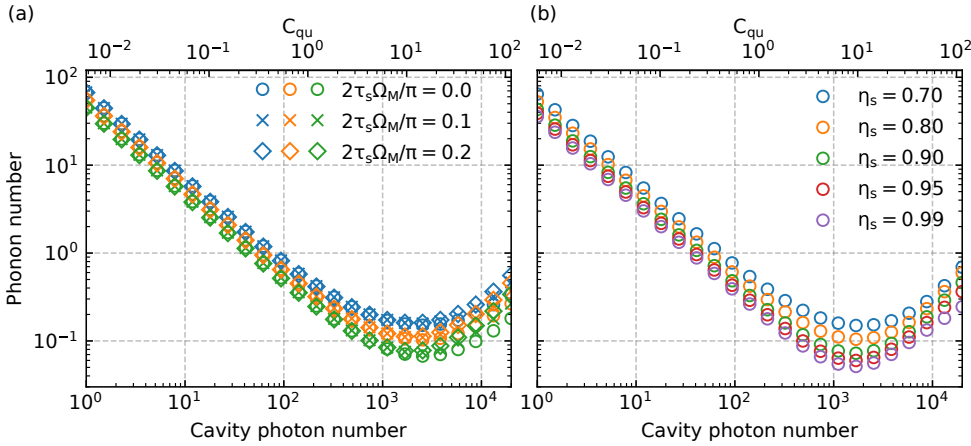 (a)
C_qu
10^-2 10^-1 10^0 10^1 10^2
Phonon number
10^2
10^1
10^0
10^-1
2τ_sΩ_M/π = 0.0
2τ_sΩ_M/π = 0.1
2τ_sΩ_M/π = 0.2
10^0 10^1 10^2 10^3 10^4
Cavity photon number
(b)
C_qu
10^-2 10^-1 10^0 10^1 10^2
η_s = 0.70
η_s = 0.80
η_s = 0.90
η_s = 0.95
η_s = 0.99
10^0 10^1 10^2 10^3 10^4
Cavity photon number